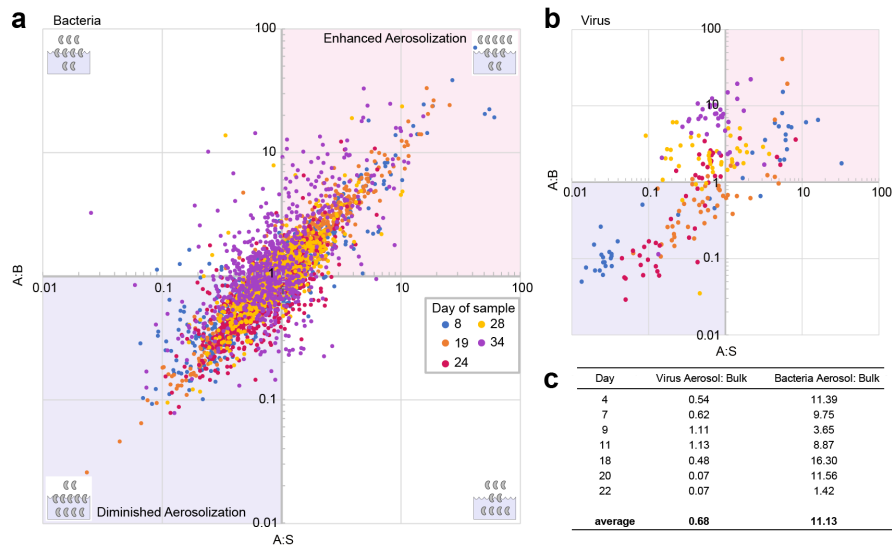 a
Bacteria
Enhanced Aerosolization
100
10
A:B
0.01
0.1
1
10
100
0.1
0.01
Diminished Aerosolization
A:S
Day of sample
8
28
19
34
24
b
Virus
100
10
A:B
0.01
0.1
1
10
100
0.1
0.01
A:S
c
Day Virus Aerosol: Bulk Bacteria Aerosol: Bulk
4 0.54 11.39
7 0.62 9.75
9 1.11 3.65
11 1.13 8.87
18 0.48 16.30
20 0.07 11.56
22 0.07 1.42
average 0.68 11.13